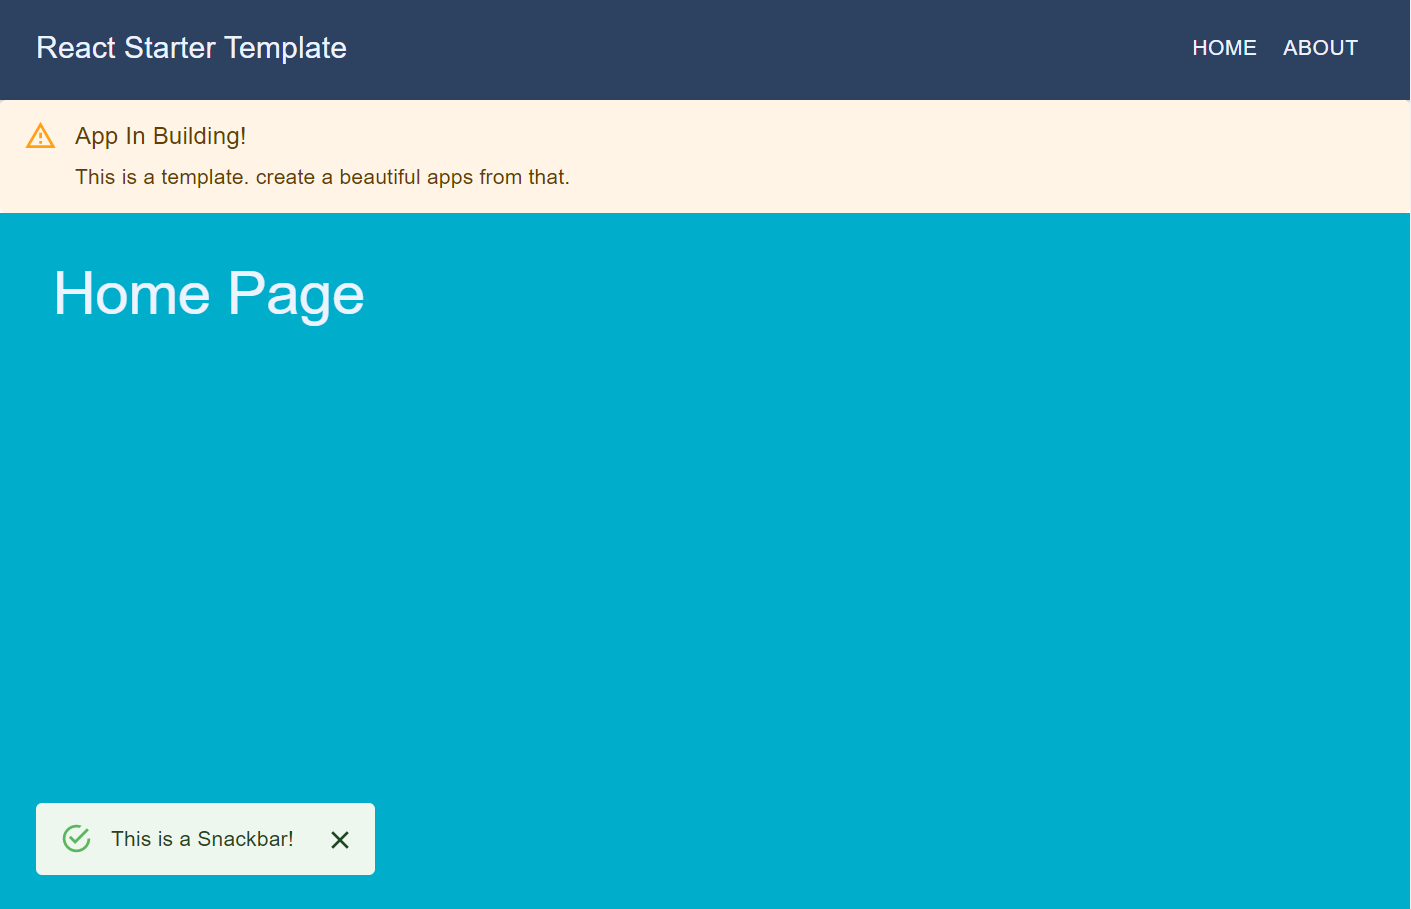 React Starter Template
HOME ABOUT
App In Building!
This is a template. create a beautiful apps from that.
Home Page
This is a Snackbar!